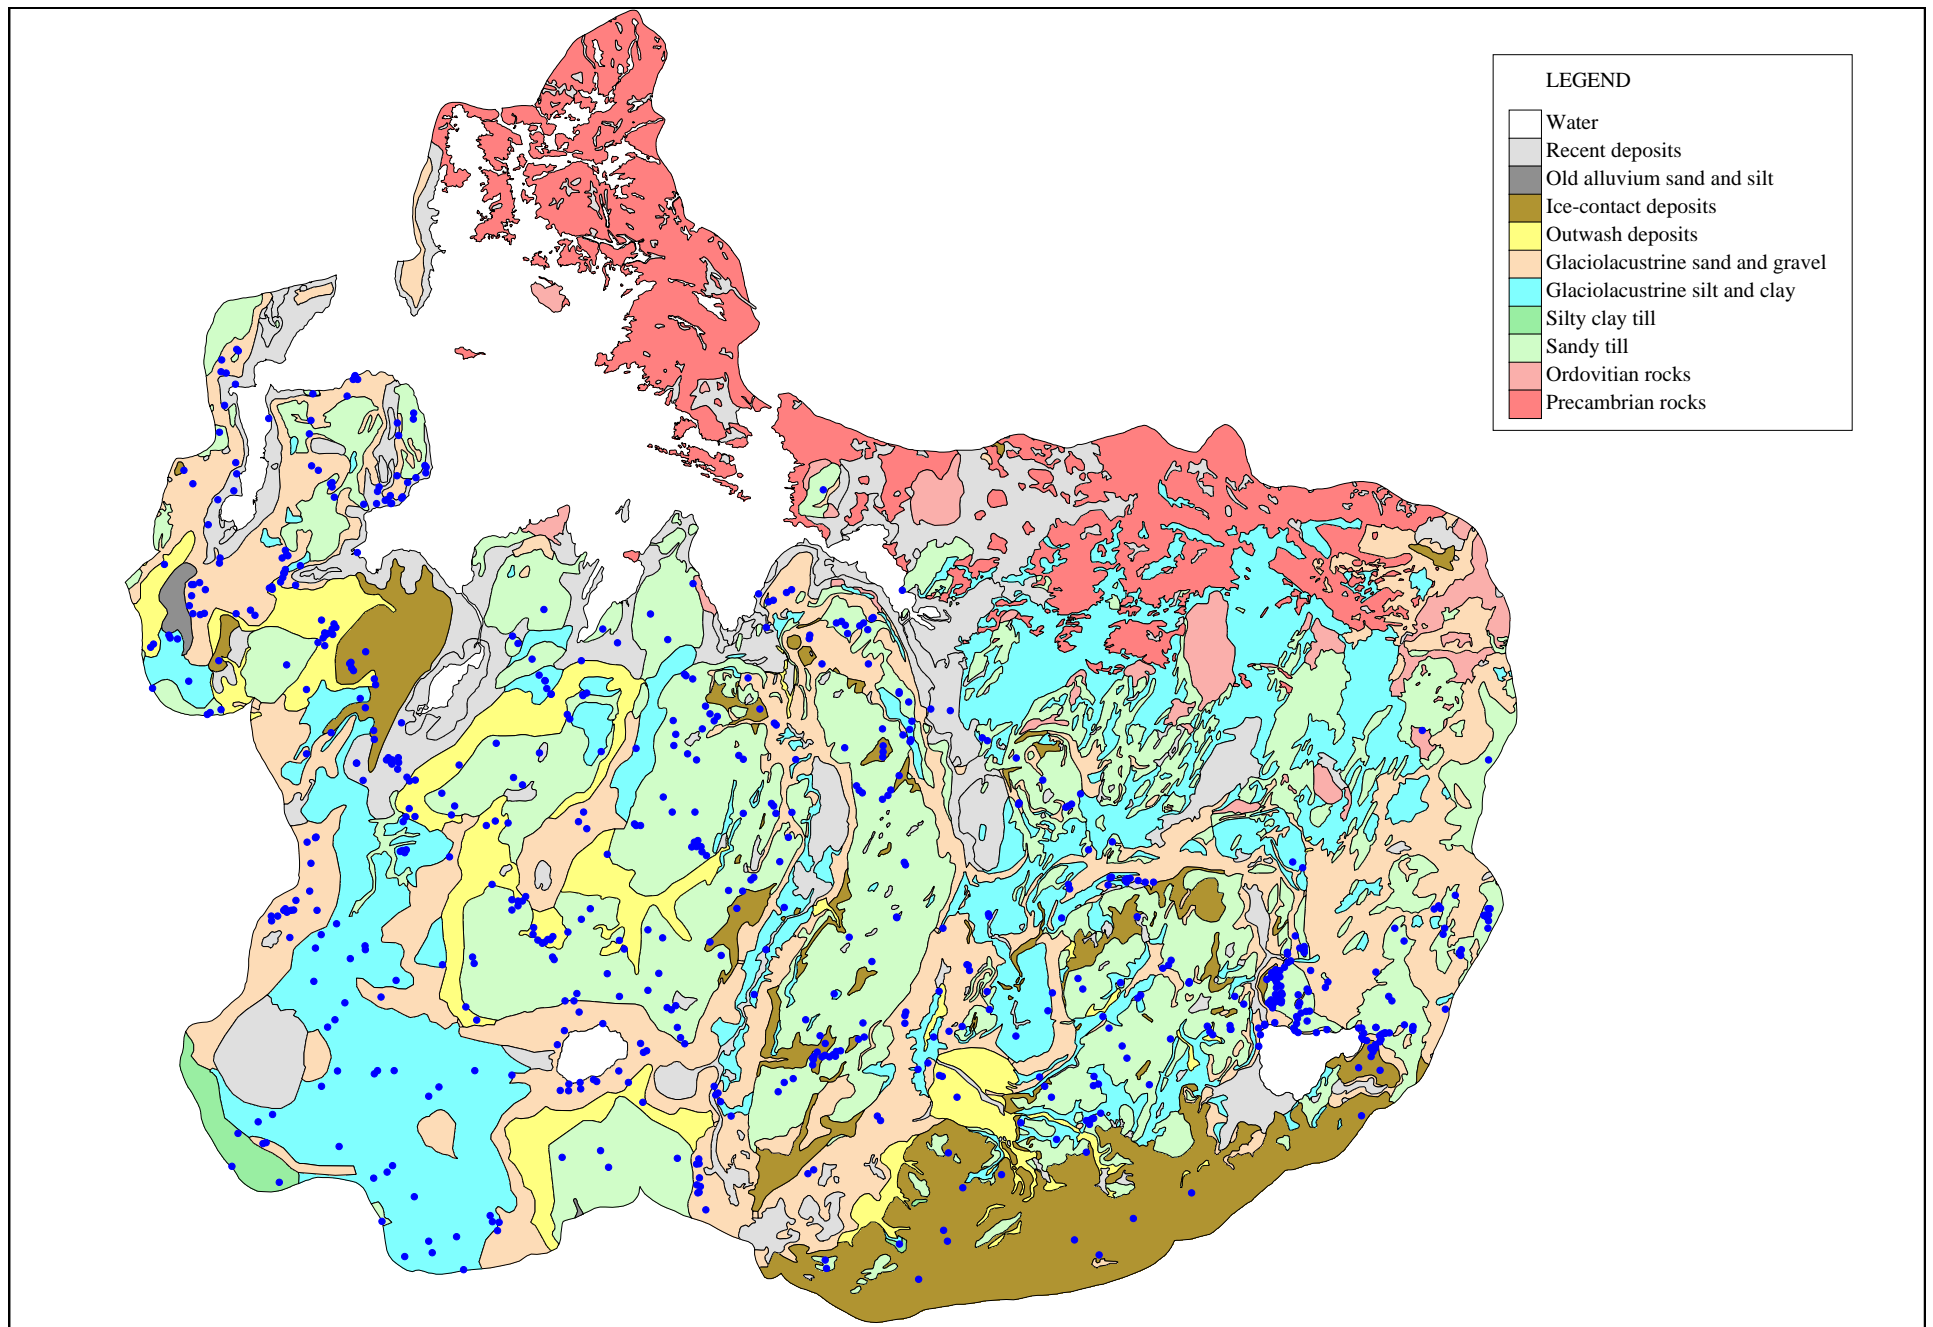 LEGEND
Water
Recent deposits
Old alluvium sand and silt
Ice-contact deposits
Outwash deposits
Glaciolacustrine sand and gravel
Glaciolacustrine silt and clay
Silty clay till
Sandy till
Ordovitian rocks
Precambrian rocks